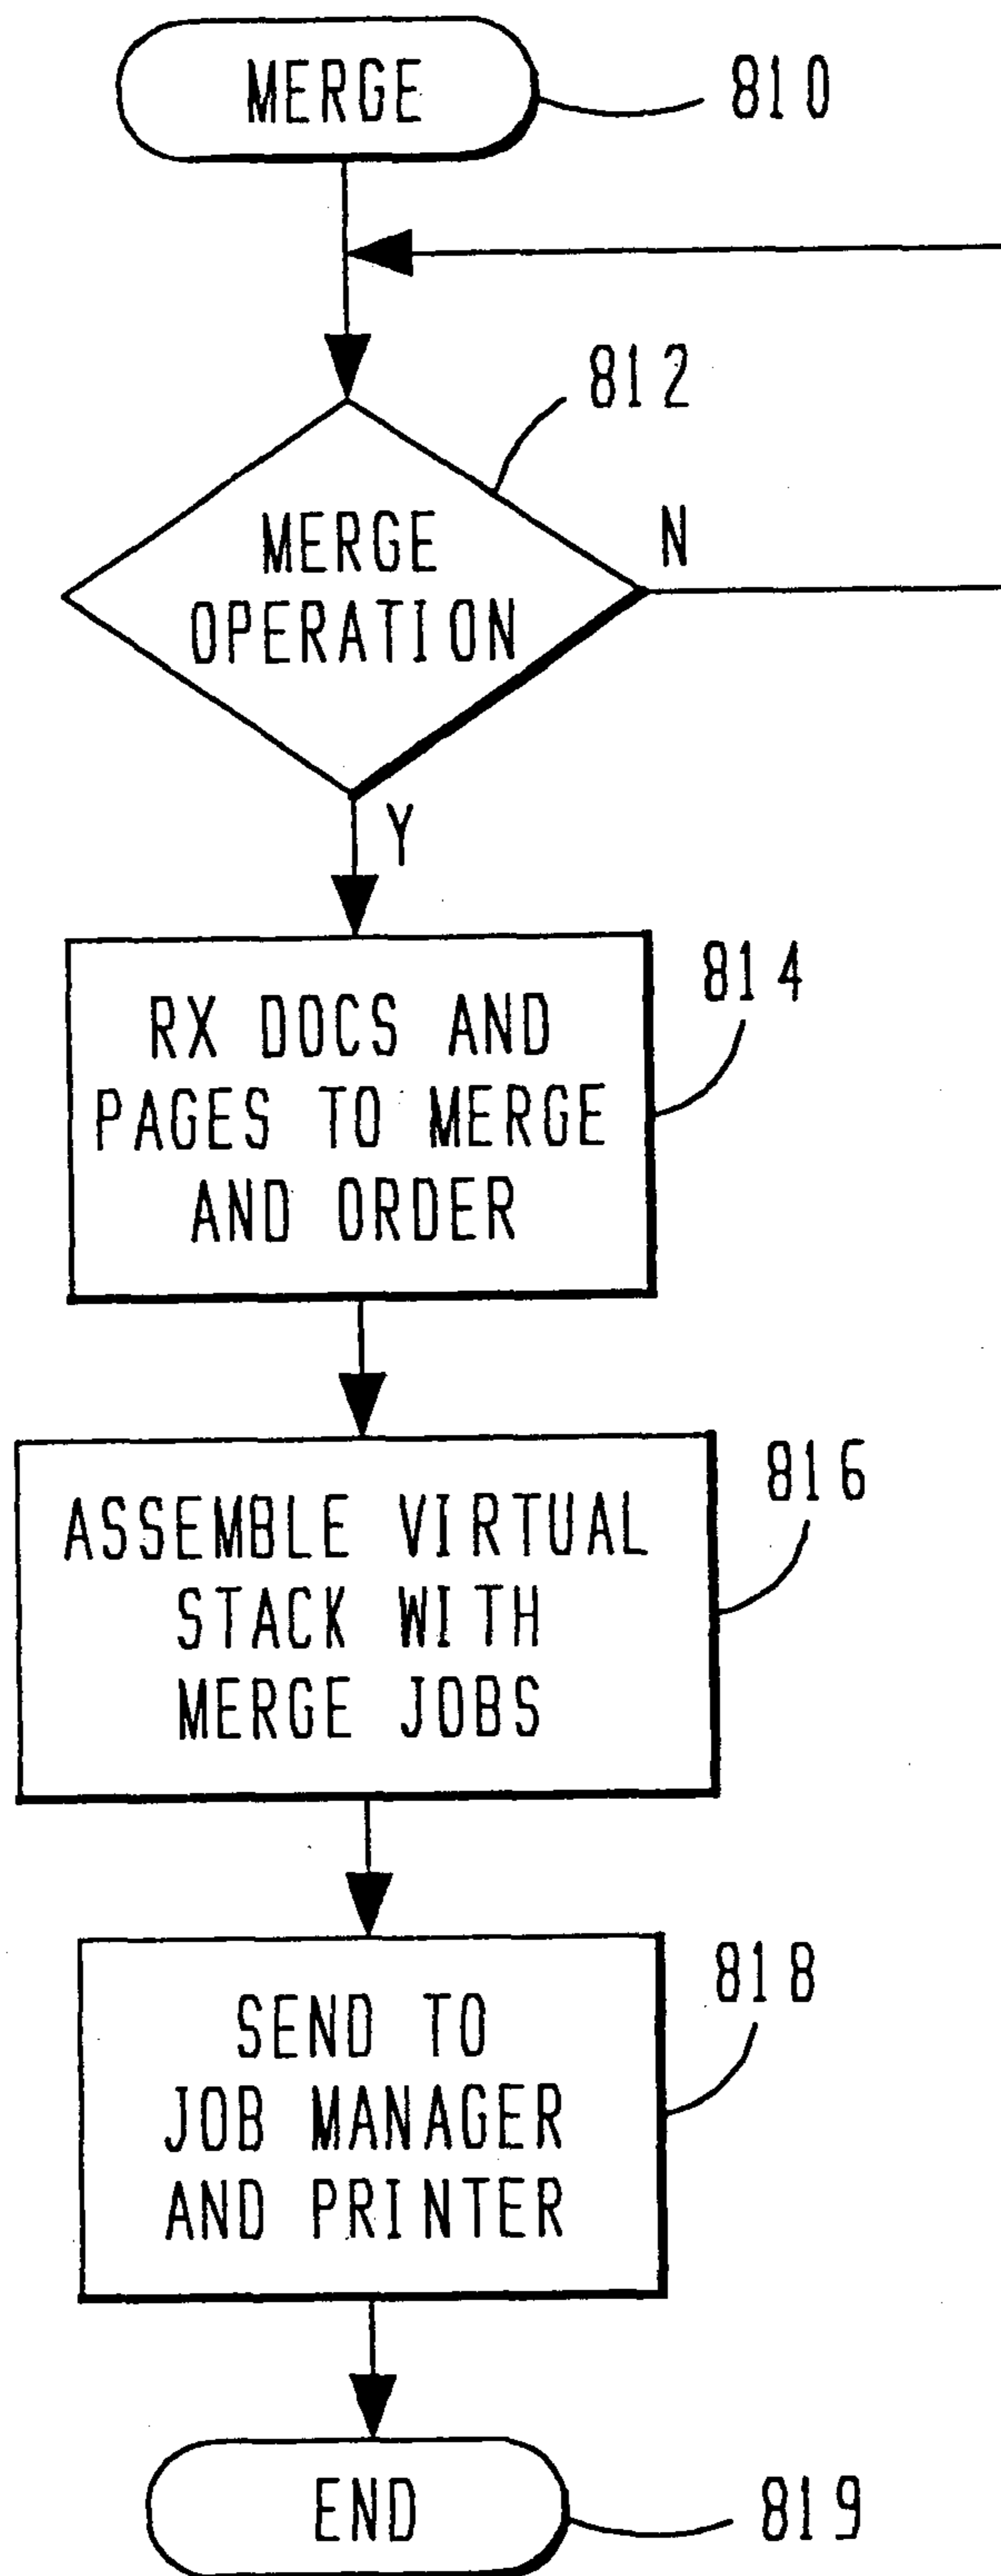 MERGE
810
812
MERGE
OPERATION
N
Y
814
RX DOCS AND
PAGES TO MERGE
AND ORDER
816
ASSEMBLE VIRTUAL
STACK WITH
MERGE JOBS
818
SEND TO
JOB MANAGER
AND PRINTER
END
819